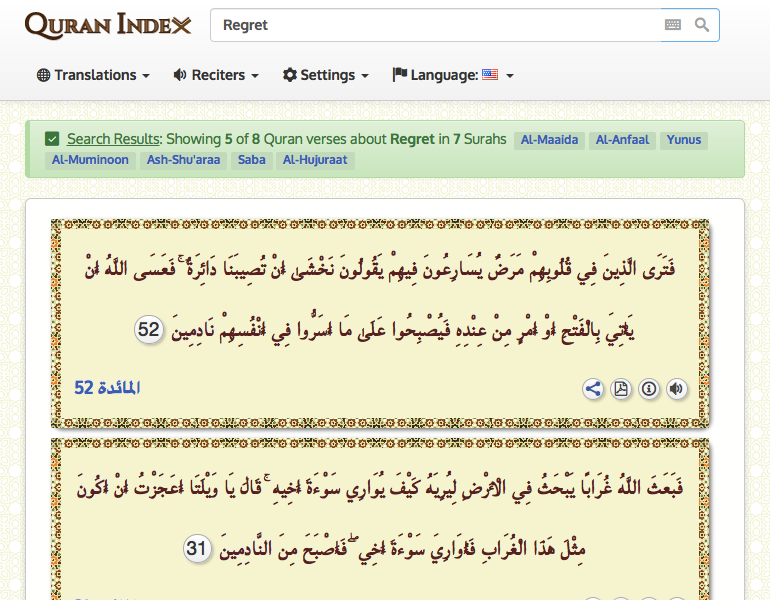 QURAN INDEX
Regret
Translations Reciters Settings Language:
Search Results: Showing 5 of 8 Quran verses about Regret in 7 Surahs Al-Maaida Al-Anfaal Yunus
Al-Muminoon Ash-Shu'araa Saba Al-Hujuraat
فَتَرَى الَّذِينَ فِي قُلُوبِهِمْ مَرَضٌ يُسَارِعُونَ فِيهِمْ يَقُولُونَ نَخْشَىٰ أَنْ تُصِيبَنَا دَائِرَةٌ ۚ فَعَسَى اللَّهُ أَنْ
يَأْتِيَ بِالْفَتْحِ أَوْ أَمْرٍ مِنْ عِنْدِهِ فَيُصْبِحُوا عَلَىٰ مَا أَسَرُّوا فِي أَنْفُسِهِمْ نَادِمِينَ 52
المائدة 52
فَبَعَثَ اللَّهُ غُرَابًا يَبْحَثُ فِي الْأَرْضِ لِيُرِيَهُ كَيْفَ يُوَارِي سَوْءَةَ أَخِيهِ ۚ قَالَ يَا وَيْلَتَا أَعَجَزْتُ أَنْ أَكُونَ
مِثْلَ هَٰذَا الْغُرَابِ فَأُوَارِيَ سَوْءَةَ أَخِي ۖ فَأَصْبَحَ مِنَ النَّادِمِينَ 31